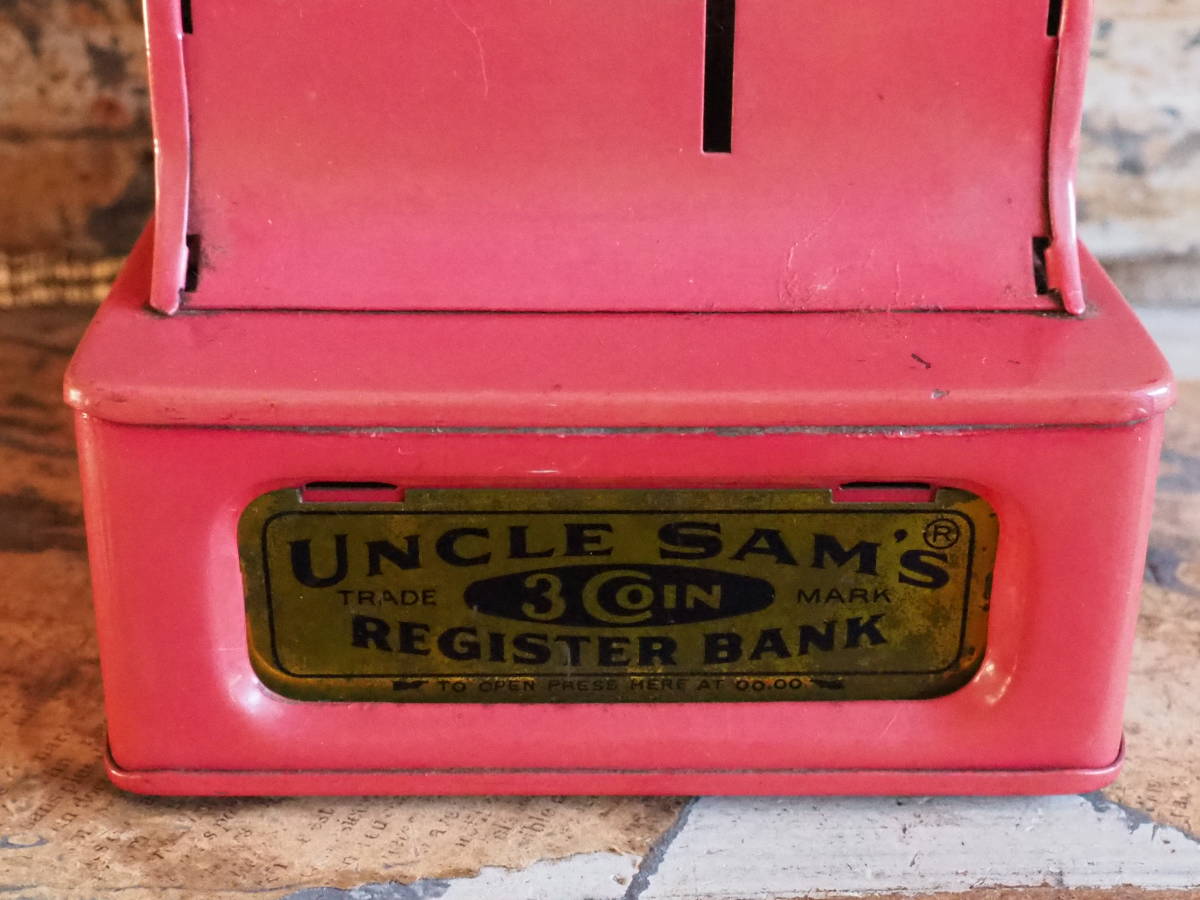 UNCLE SAM'S ®
TRADE 3 COIN MARK
REGISTER BANK
TO OPEN PRESS HERE AT 00.00